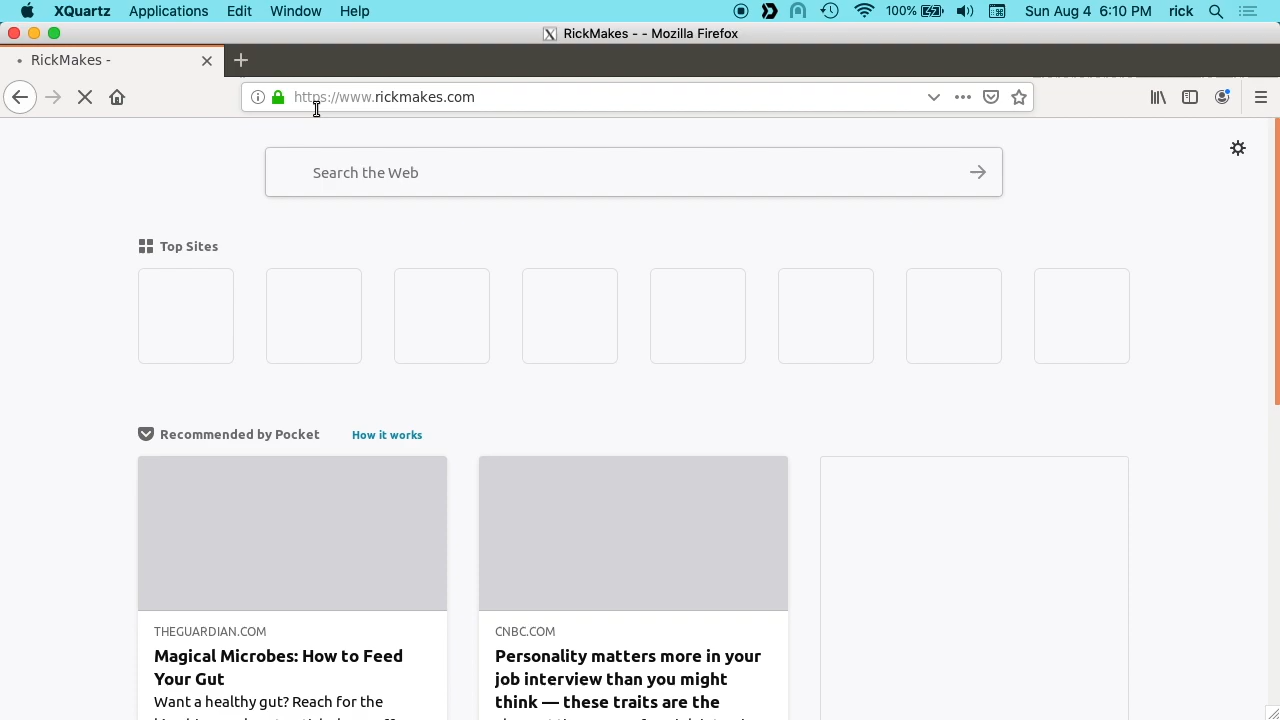 XQuartz Applications Edit Window Help 100% Sun Aug 4 6:10 PM rick
RickMakes - - Mozilla Firefox
RickMakes -
https://www.rickmakes.com
Search the Web
Top Sites
Recommended by Pocket How it works
THEGUARDIAN.COM
Magical Microbes: How to Feed
Your Gut
Want a healthy gut? Reach for the
CNBC.COM
Personality matters more in your
job interview than you might
think — these traits are the